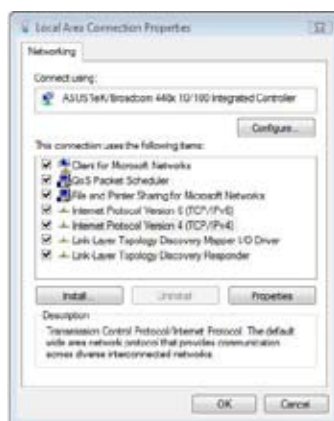 Local Area Connection Properties
Networking
Connect using:
ASUSTeK/Broadcom 440x 10/100 Integrated Controller
Configure...
This connection uses the following items:
Client for Microsoft Networks
QoS Packet Scheduler
File and Printer Sharing for Microsoft Networks
Internet Protocol Version 6 (TCP/IPv6)
Internet Protocol Version 4 (TCP/IPv4)
Link-Layer Topology Discovery Mapper I/O Driver
Link-Layer Topology Discovery Responder
Install...
Uninstall
Properties
Description
Transmission Control Protocol/Internet Protocol. The default
wide area network protocol that provides communication
across diverse interconnected networks.
OK
Cancel